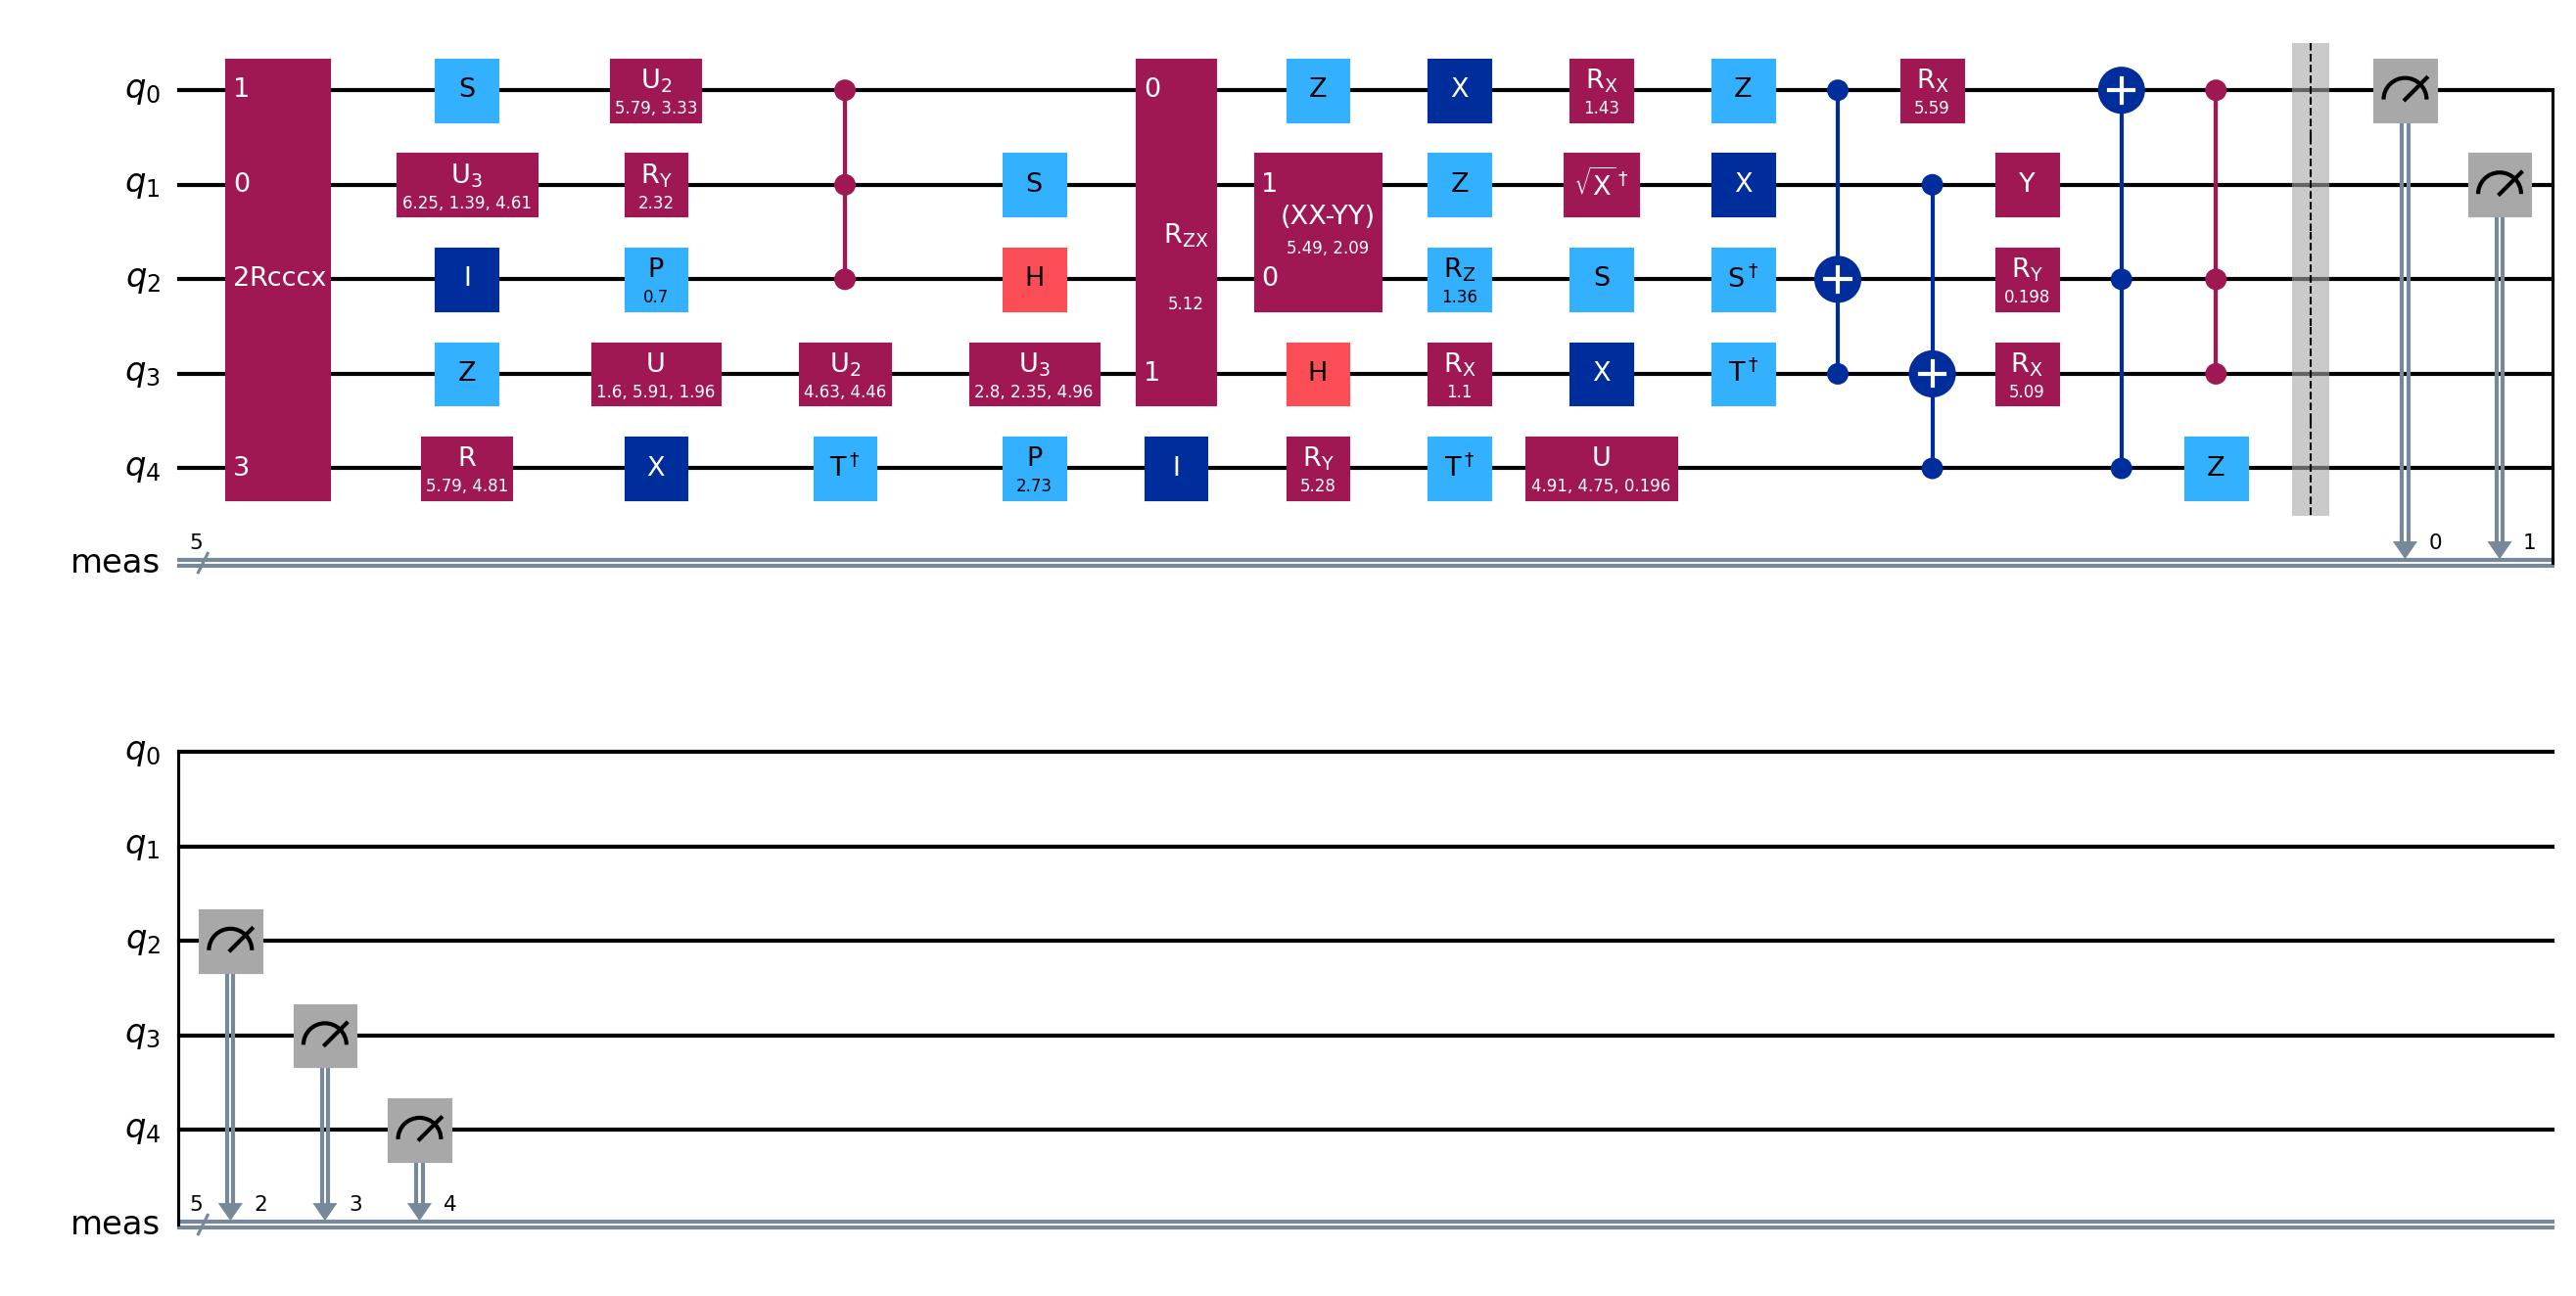 q0 1 S U2 5.79, 3.33 0 Z X RX 1.43 Z RX 5.59
q1 0 U3 6.25, 1.39, 4.61 RY 2.32 S 1 Z √X† X Y
RZX (XX-YY) 5.49, 2.09
q2 2Rcccx I P 0.7 H 5.12 0 RZ 1.36 S S† RY 0.198
q3 Z U 1.6, 5.91, 1.96 U2 4.63, 4.46 U3 2.8, 2.35, 4.96 1 H RX 1.1 X T† RX 5.09
q4 3 R 5.79, 4.81 X T† P 2.73 I RY 5.28 T† U 4.91, 4.75, 0.196 Z
meas 5 0 1
q0
q1
q2
q3
q4
meas 5 2 3 4